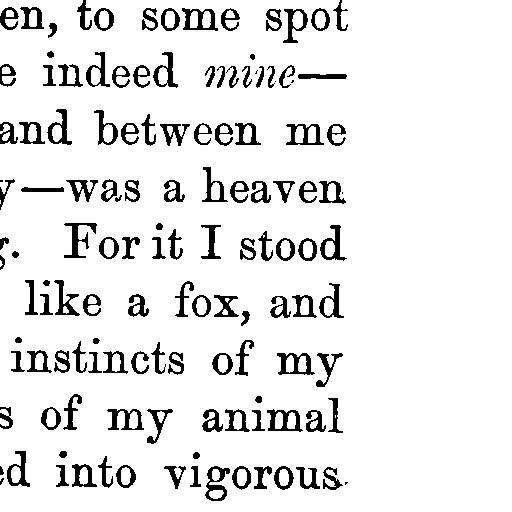 en, to some spot
e indeed mine—
and between me
y—was a heaven
g. For it I stood
like a fox, and
instincts of my
s of my animal
ed into vigorous